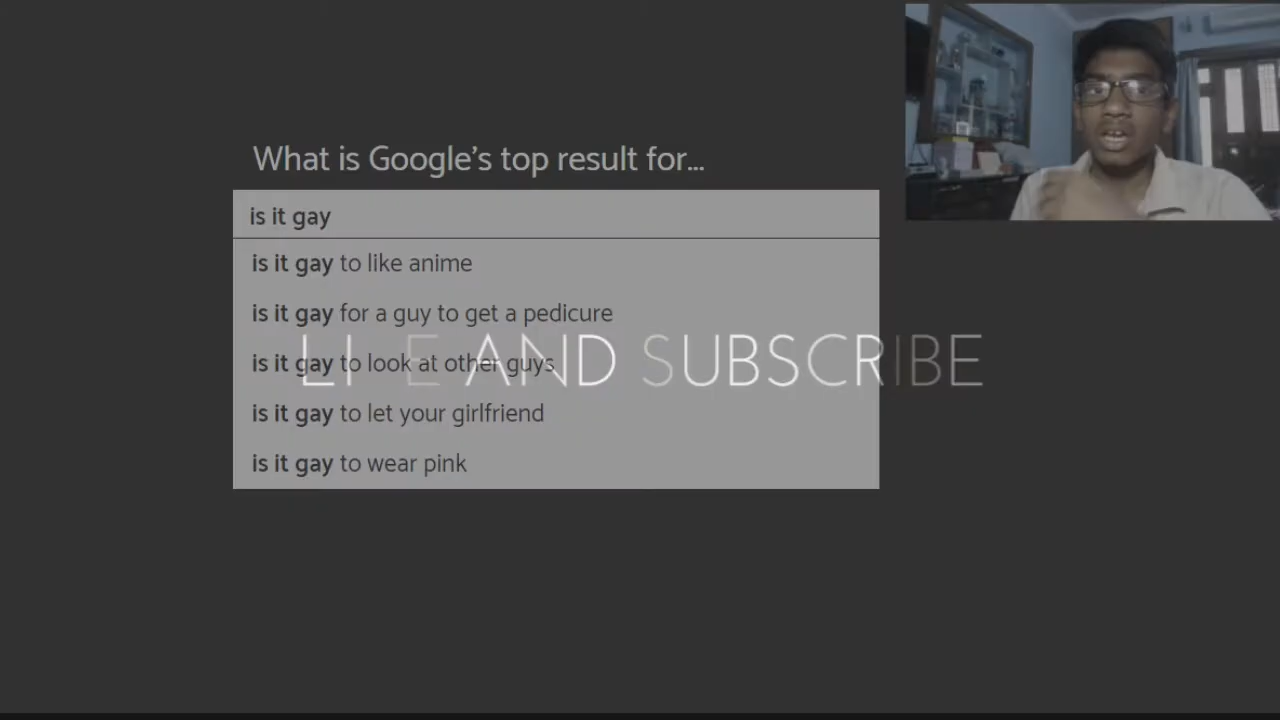 What is Google's top result for...
is it gay
is it gay to like anime
is it gay for a guy to get a pedicure
is it gay to look at other guys
is it gay to let your girlfriend
is it gay to wear pink
LI E AND SUBSCRIBE